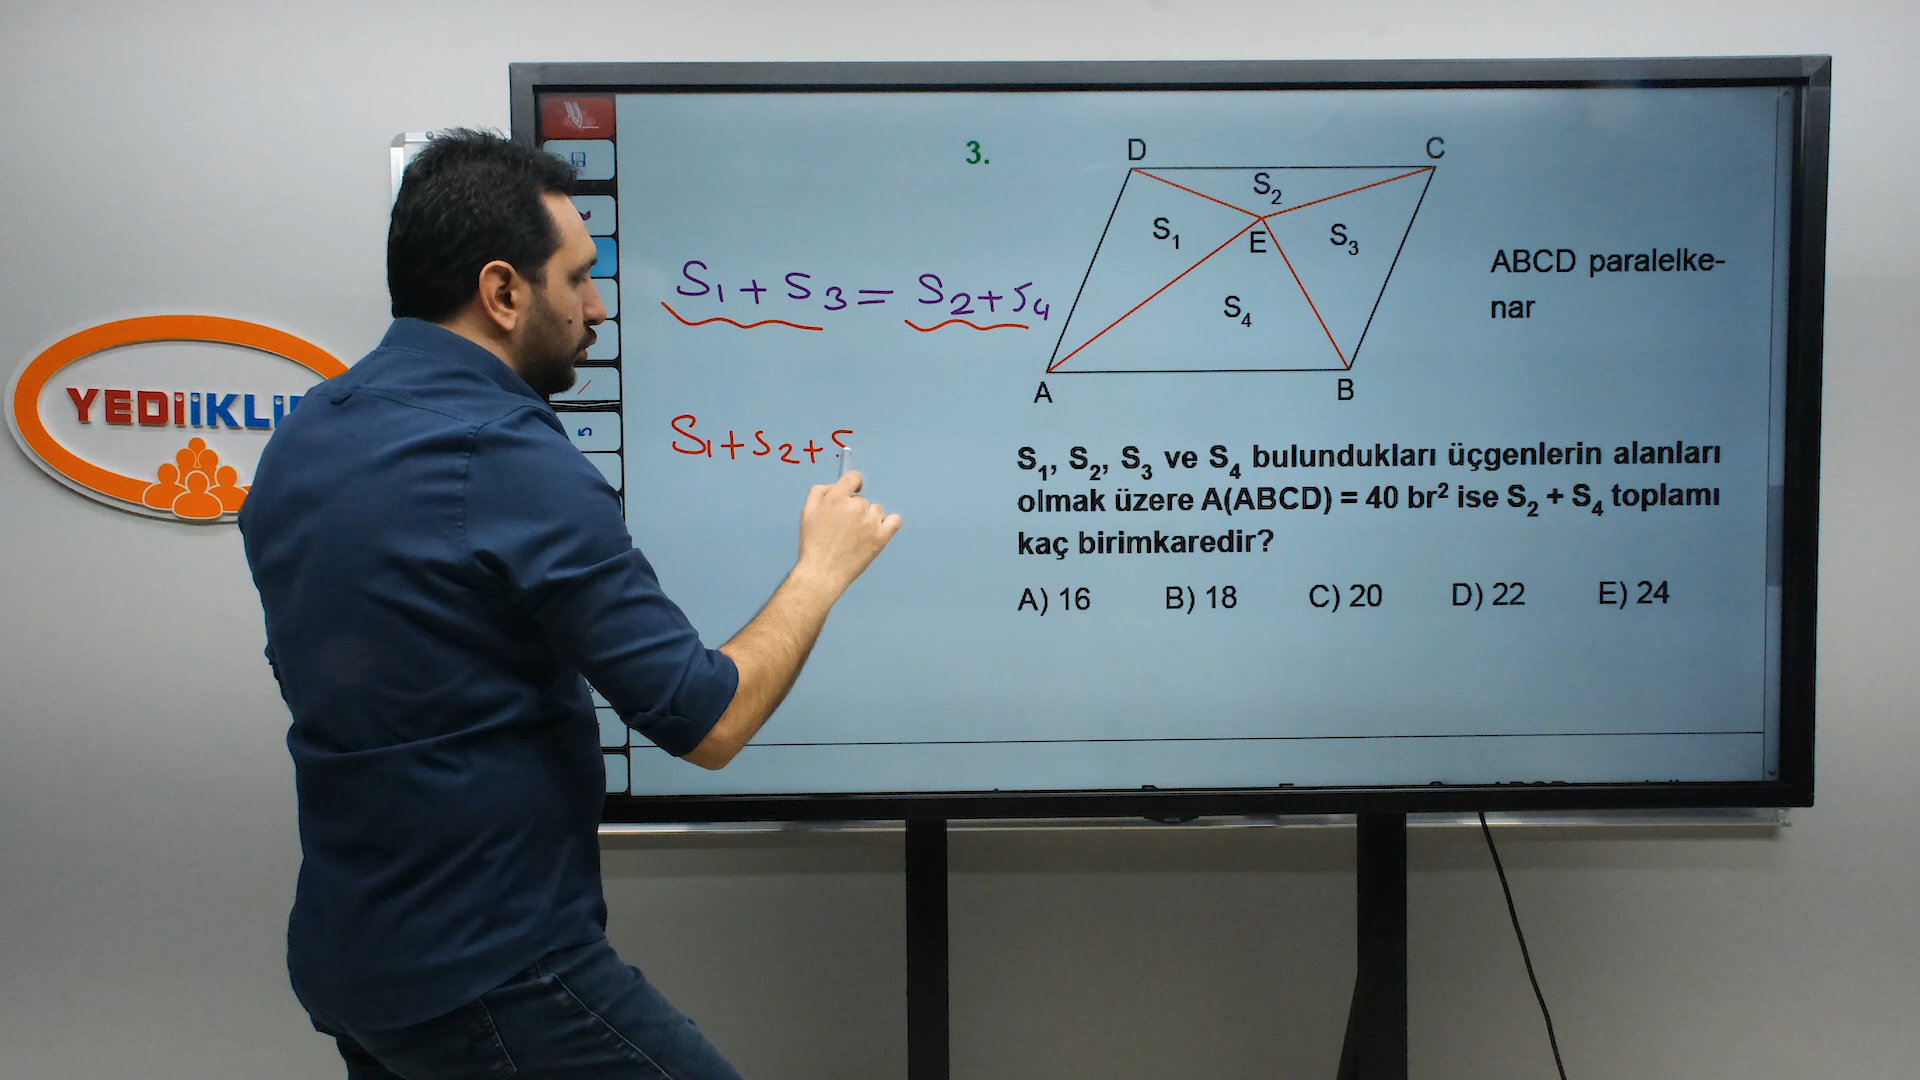 YEDiiKLi
3.
D
C
S2
S1
E
S3
S4
A
B
ABCD paralelke-
nar
S1 + S3 = S2 + S4
S1 + S2 +
S1, S2, S3 ve S4 bulundukları üçgenlerin alanları
olmak üzere A(ABCD) = 40 br² ise S2 + S4 toplamı
kaç birimkaredir?
A) 16 B) 18 C) 20 D) 22 E) 24